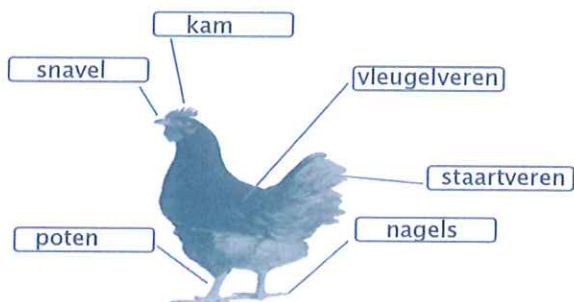 kam
snavel
vleugelveren
staartveren
poten
nagels